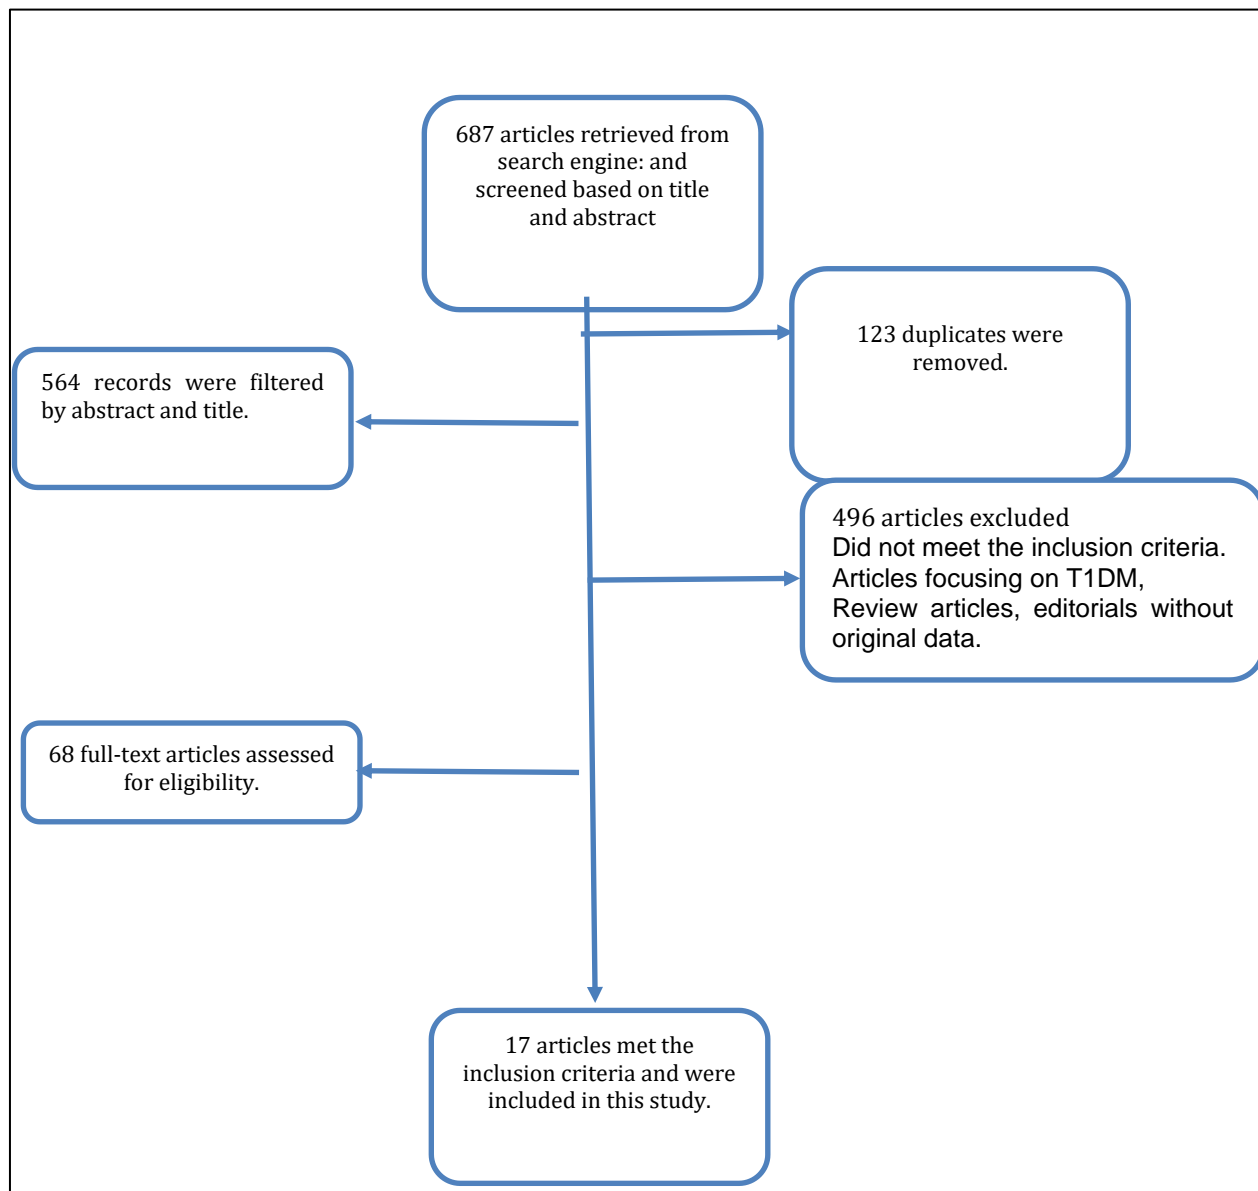 687 articles retrieved from
search engine: and
screened based on title
and abstract
123 duplicates were
removed.
564 records were filtered
by abstract and title.
496 articles excluded
Did not meet the inclusion criteria.
Articles focusing on T1DM,
Review articles, editorials without
original data.
68 full-text articles assessed
for eligibility.
17 articles met the
inclusion criteria and were
included in this study.